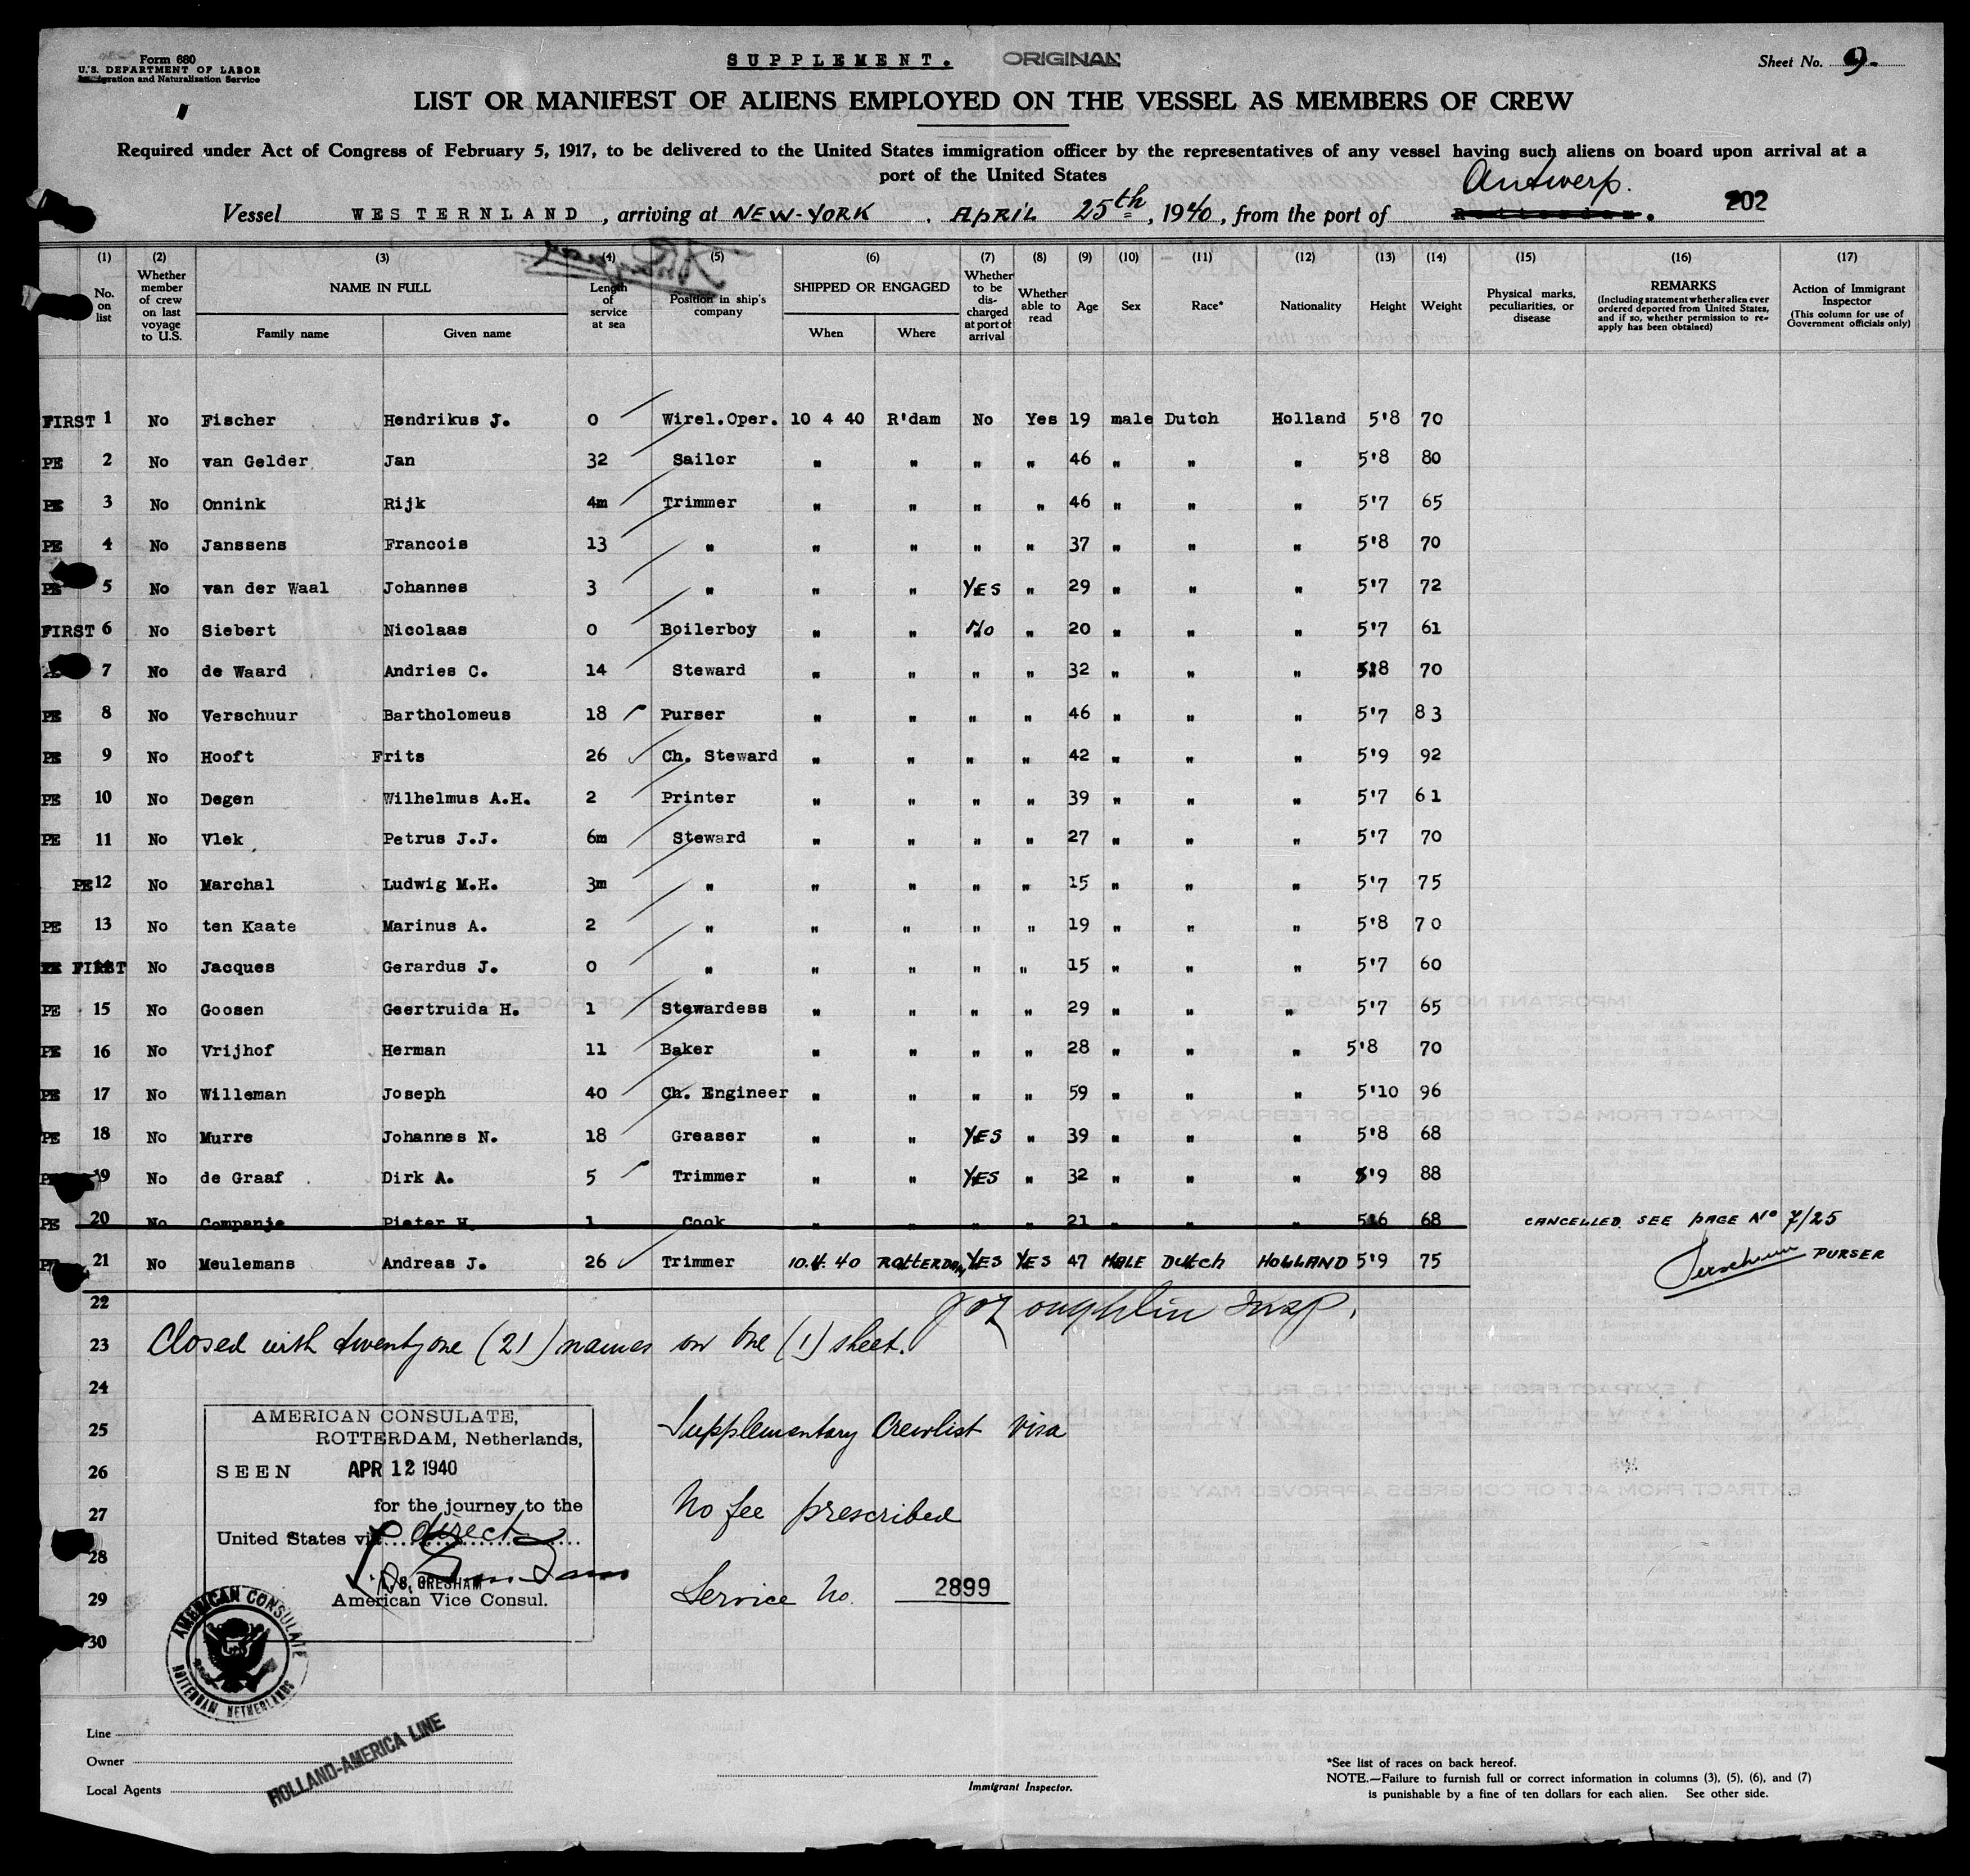 Form 680
U.S. DEPARTMENT OF LABOR
Immigration and Naturalization Service
SUPPLEMENT.
ORIGINAL
Sheet No. 9.
LIST OR MANIFEST OF ALIENS EMPLOYED ON THE VESSEL AS MEMBERS OF CREW
Required under Act of Congress of February 5, 1917, to be delivered to the United States immigration officer by the representatives of any vessel having such aliens on board upon arrival at a
port of the United States
Antwerp.
Vessel WESTERNLAND, arriving at NEW-YORK, APRIL 25th, 1940, from the port of Rotterdam. 202
(1) (2) (3) (4) (5) (6) (7) (8) (9) (10) (11) (12) (13) (14) (15) (16) (17)
No. on list
Whether member of crew on last voyage to U.S.
NAME IN FULL
Family name
Given name
Length of service at sea
Position in ship's company
SHIPPED OR ENGAGED
When
Where
Whether to be discharged at port of arrival
Whether able to read
Age
Sex
Race*
Nationality
Height
Weight
Physical marks, peculiarities, or disease
REMARKS
(Including statement whether alien ever ordered deported from United States, and if so, whether permission to reapply has been obtained)
Action of Immigrant Inspector
(This column for use of Government officials only)
FIRST 1 No Fischer Hendrikus J. 0 Wirel.Oper. 10 4 40 R'dam No Yes 19 male Dutch Holland 5'8 70
PE 2 No van Gelder Jan 32 Sailor " " " " 46 " " " 5'8 80
PE 3 No Onnink Rijk 4m Trimmer " " " " 46 " " " 5'7 65
PE 4 No Janssens Francois 13 " " " " " 37 " " " 5'8 70
PE 5 No van der Waal Johannes 3 " " " YES " 29 " " " 5'7 72
FIRST 6 No Siebert Nicolaas 0 Boilerboy " " No " 20 " " " 5'7 61
7 No de Waard Andries C. 14 Steward " " " " 32 " " " 5'8 70
PE 8 No Verschuur Bartholomeus 18 Purser " " " " 46 " " " 5'7 83
PE 9 No Hooft Frits 26 Ch. Steward " " " " 42 " " " 5'9 92
PE 10 No Degen Wilhelmus A.H. 2 Printer " " " " 39 " " " 5'7 61
PE 11 No Vlek Petrus J.J. 6m Steward " " " " 27 " " " 5'7 70
PE 12 No Marchal Ludwig M.H. 3m " " " " " 15 " " " 5'7 75
PE 13 No ten Kaate Marinus A. 2 " " " " " 19 " " " 5'8 70
PE FIRST No Jacques Gerardus J. 0 " " " " " 15 " " " 5'7 60
PE 15 No Goosen Geertruida H. 1 Stewardess " " " " 29 " " " 5'7 65
PE 16 No Vrijhof Herman 11 Baker " " " " 28 " " " 5'8 70
PE 17 No Willeman Joseph 40 Ch. Engineer " " " " 59 " " " 5'10 96
PE 18 No Murre Johannes N. 18 Greaser " " YES " 39 " " " 5'8 68
PE 19 No de Graaf Dirk A. 5 Trimmer " " YES " 32 " " " 5'9 88
PE 20 No Companje Pieter H. 1 Cook " " " " 21 " " " 5'6 68 CANCELLED SEE PAGE No 7/25
21 No Meulemans Andreas J. 26 Trimmer 10.4.40 ROTTERDAM YES YES 47 MALE Dutch HOLLAND 5'9 75
Verschuur PURSER
22
Insp.
23 Closed with twenty one (21) names on one (1) sheet.
24
25
26
27
28
29
30
AMERICAN CONSULATE,
ROTTERDAM, Netherlands,
SEEN APR 12 1940
for the journey to the
United States via direct
A. S. GRESHAM
American Vice Consul.
Supplementary Crewlist visa
No fee prescribed
Service No. 2899
AMERICAN CONSULATE
ROTTERDAM, NETHERLANDS
Line
Owner
Local Agents
HOLLAND-AMERICA LINE
Immigrant Inspector.
*See list of races on back hereof.
NOTE.—Failure to furnish full or correct information in columns (3), (5), (6), and (7)
is punishable by a fine of ten dollars for each alien. See other side.